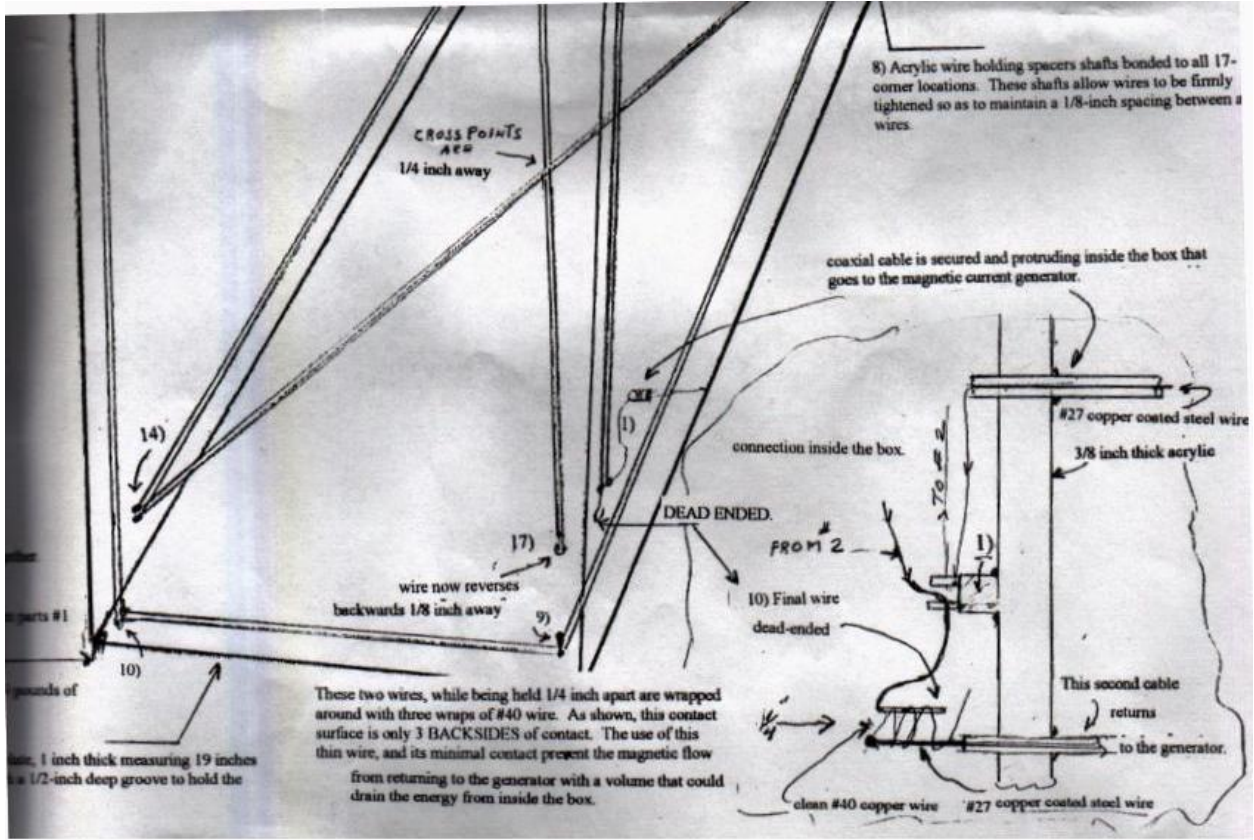 8) Acrylic wire holding spacers shafts bonded to all 17-
corner locations. These shafts allow wires to be firmly
tightened so as to maintain a 1/8-inch spacing between a
wires.
CROSS POINTS
ARE
1/4 inch away
coaxial cable is secured and protruding inside the box that
goes to the magnetic current generator.
#27 copper coated steel wire
3/8 inch thick acrylic
connection inside the box.
TO #2
14)
1)
1)
DEAD ENDED.
FROM #2
17)
wire now reverses
backwards 1/8 inch away
9)
10) Final wire
dead-ended
parts #1
10)
pounds of
This second cable
returns
to the generator.
These two wires, while being held 1/4 inch apart are wrapped
around with three wraps of #40 wire. As shown, this contact
surface is only 3 BACKSIDES of contact. The use of this
thin wire, and its minimal contact prevent the magnetic flow
from returning to the generator with a volume that could
drain the energy from inside the box.
1 inch thick measuring 19 inches
a 1/2-inch deep groove to hold the
1/4
clean #40 copper wire
#27 copper coated steel wire